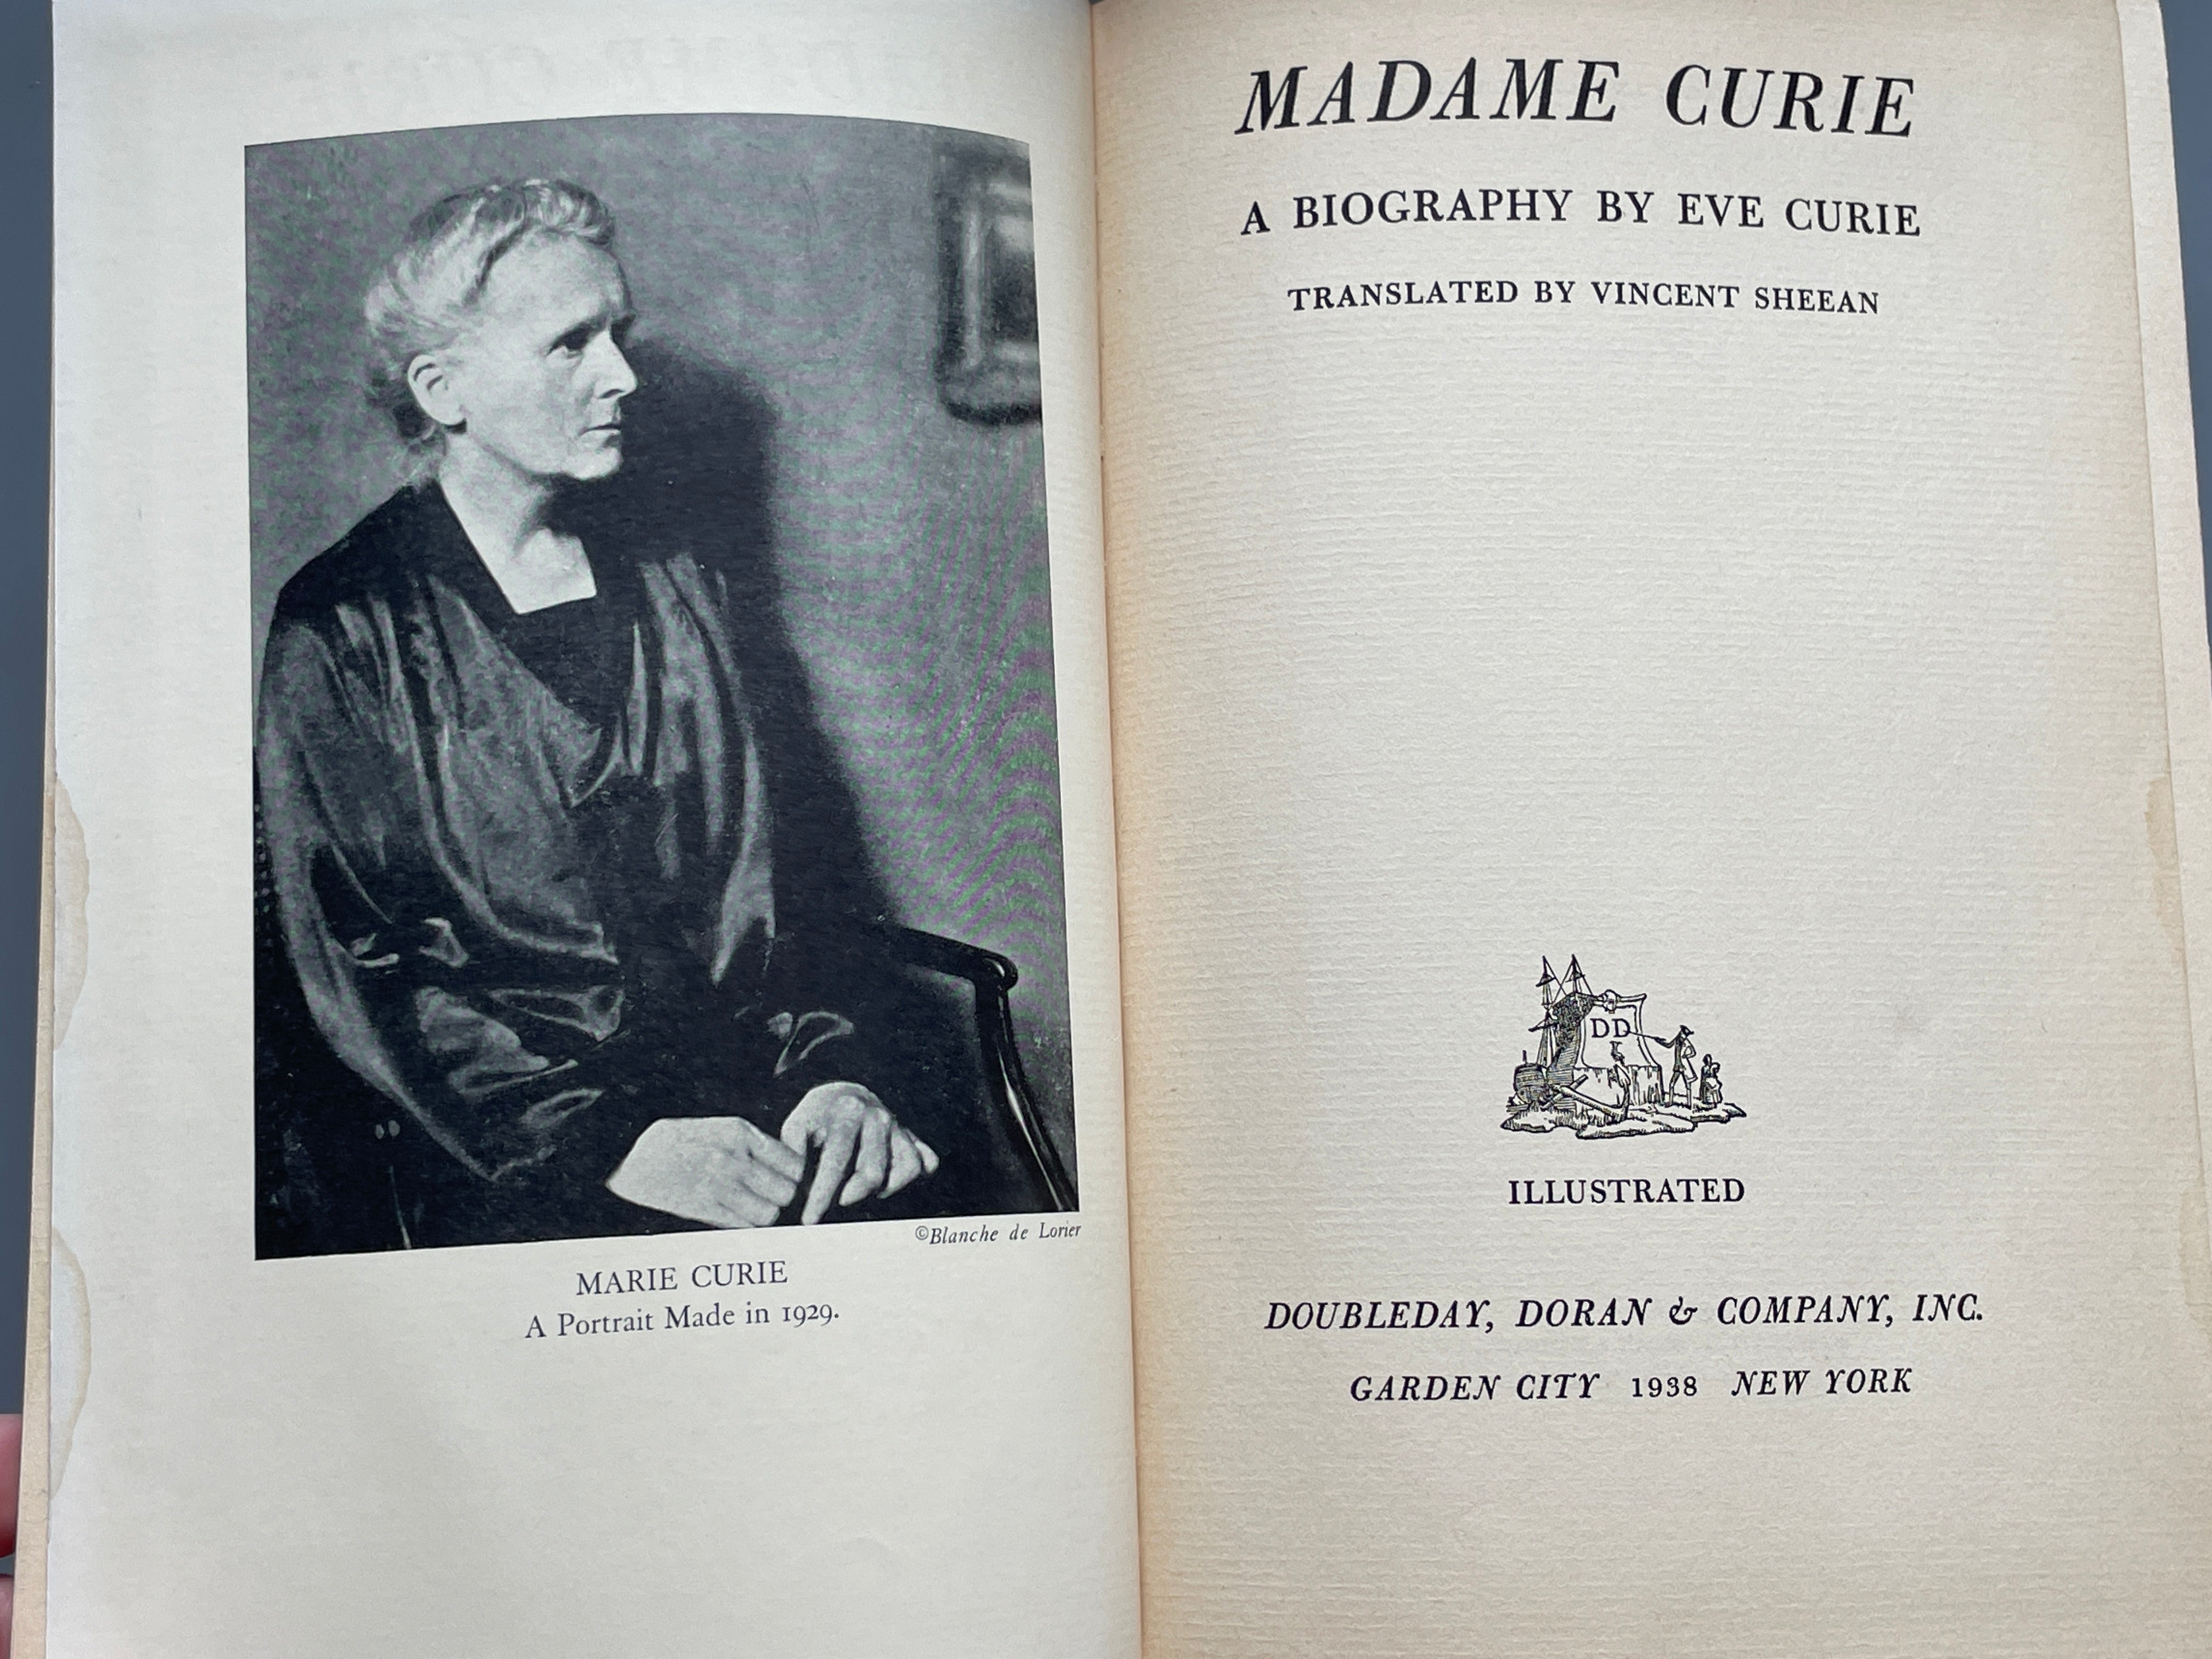 ©Blanche de Lorier
MARIE CURIE
A Portrait Made in 1929.
MADAME CURIE
A BIOGRAPHY BY EVE CURIE
TRANSLATED BY VINCENT SHEEAN
DD
ILLUSTRATED
DOUBLEDAY, DORAN & COMPANY, INC.
GARDEN CITY 1938 NEW YORK